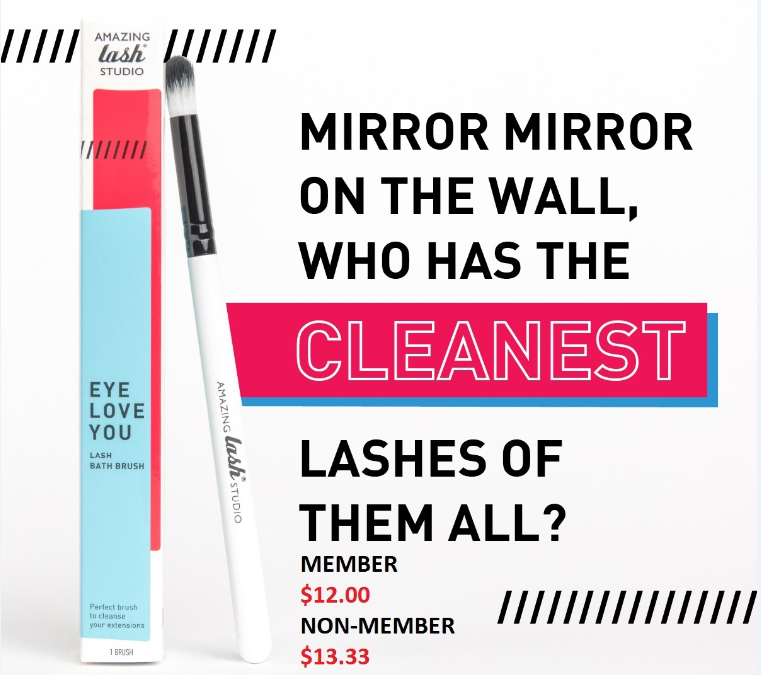 AMAZING
lash®
STUDIO
EYE
LOVE
YOU
LASH
BATH BRUSH
Perfect brush
to cleanse
your extensions
1 BRUSH
AMAZING lash® STUDIO
MIRROR MIRROR
ON THE WALL,
WHO HAS THE
CLEANEST
LASHES OF
THEM ALL?
MEMBER
$12.00
NON-MEMBER
$13.33